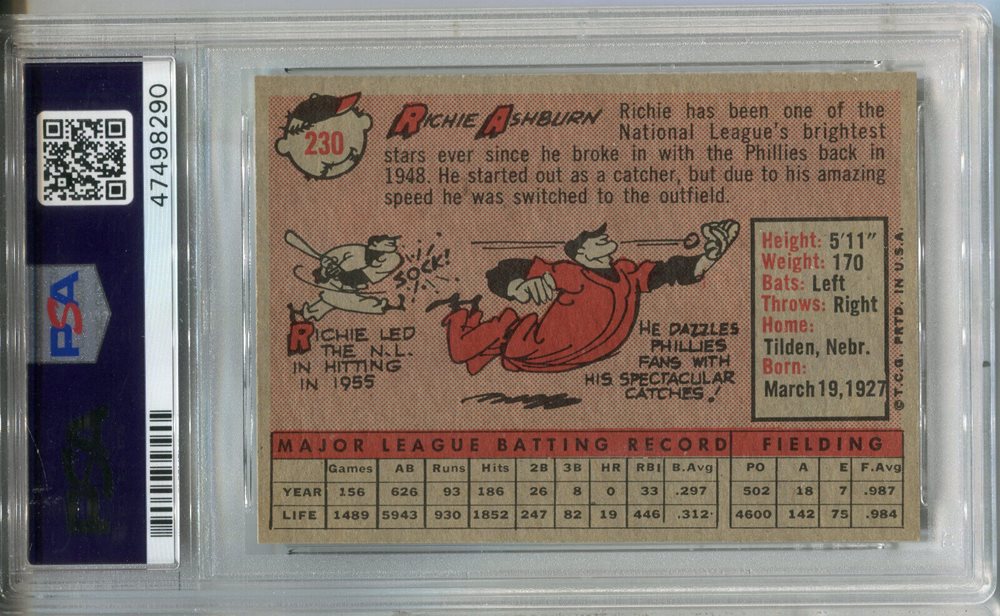 47498290
PSA
PSA
230
RICHIE ASHBURN
Richie has been one of the
National League's brightest
stars ever since he broke in with the Phillies back in
1948. He started out as a catcher, but due to his amazing
speed he was switched to the outfield.
SOCK!
RICHIE LED
THE N.L.
IN HITTING
IN 1955
HE DAZZLES
PHILLIES
FANS WITH
HIS SPECTACULAR
CATCHES!
Height: 5'11"
Weight: 170
Bats: Left
Throws: Right
Home:
Tilden, Nebr.
Born:
March 19, 1927
© T.C.G. PRTD. IN U.S.A.
MAJOR LEAGUE BATTING RECORD FIELDING
Games AB Runs Hits 2B 3B HR RBI B.Avg PO A E F.Avg
YEAR 156 626 93 186 26 8 0 33 .297 502 18 7 .987
LIFE 1489 5943 930 1852 247 82 19 446 .312 4600 142 75 .984